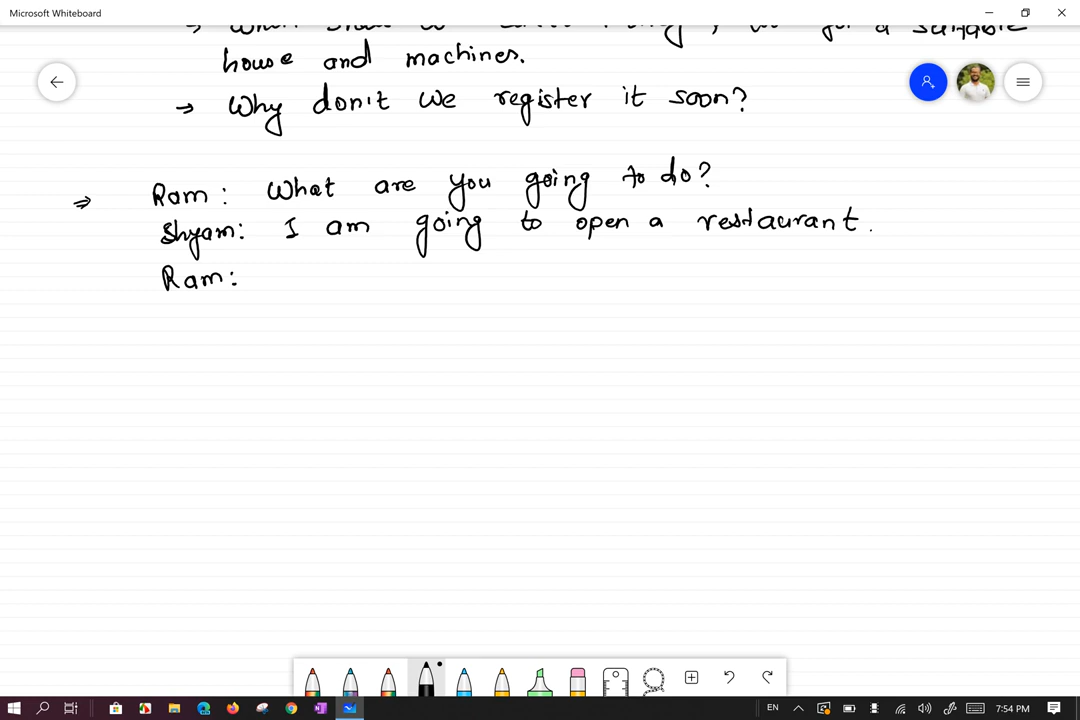 Microsoft Whiteboard
a suitable
house and machines.
→ Why don't we register it soon?
⇒ Ram: What are you going to do?
Shyam: I am going to open a restaurant.
Ram:
EN
7:54 PM